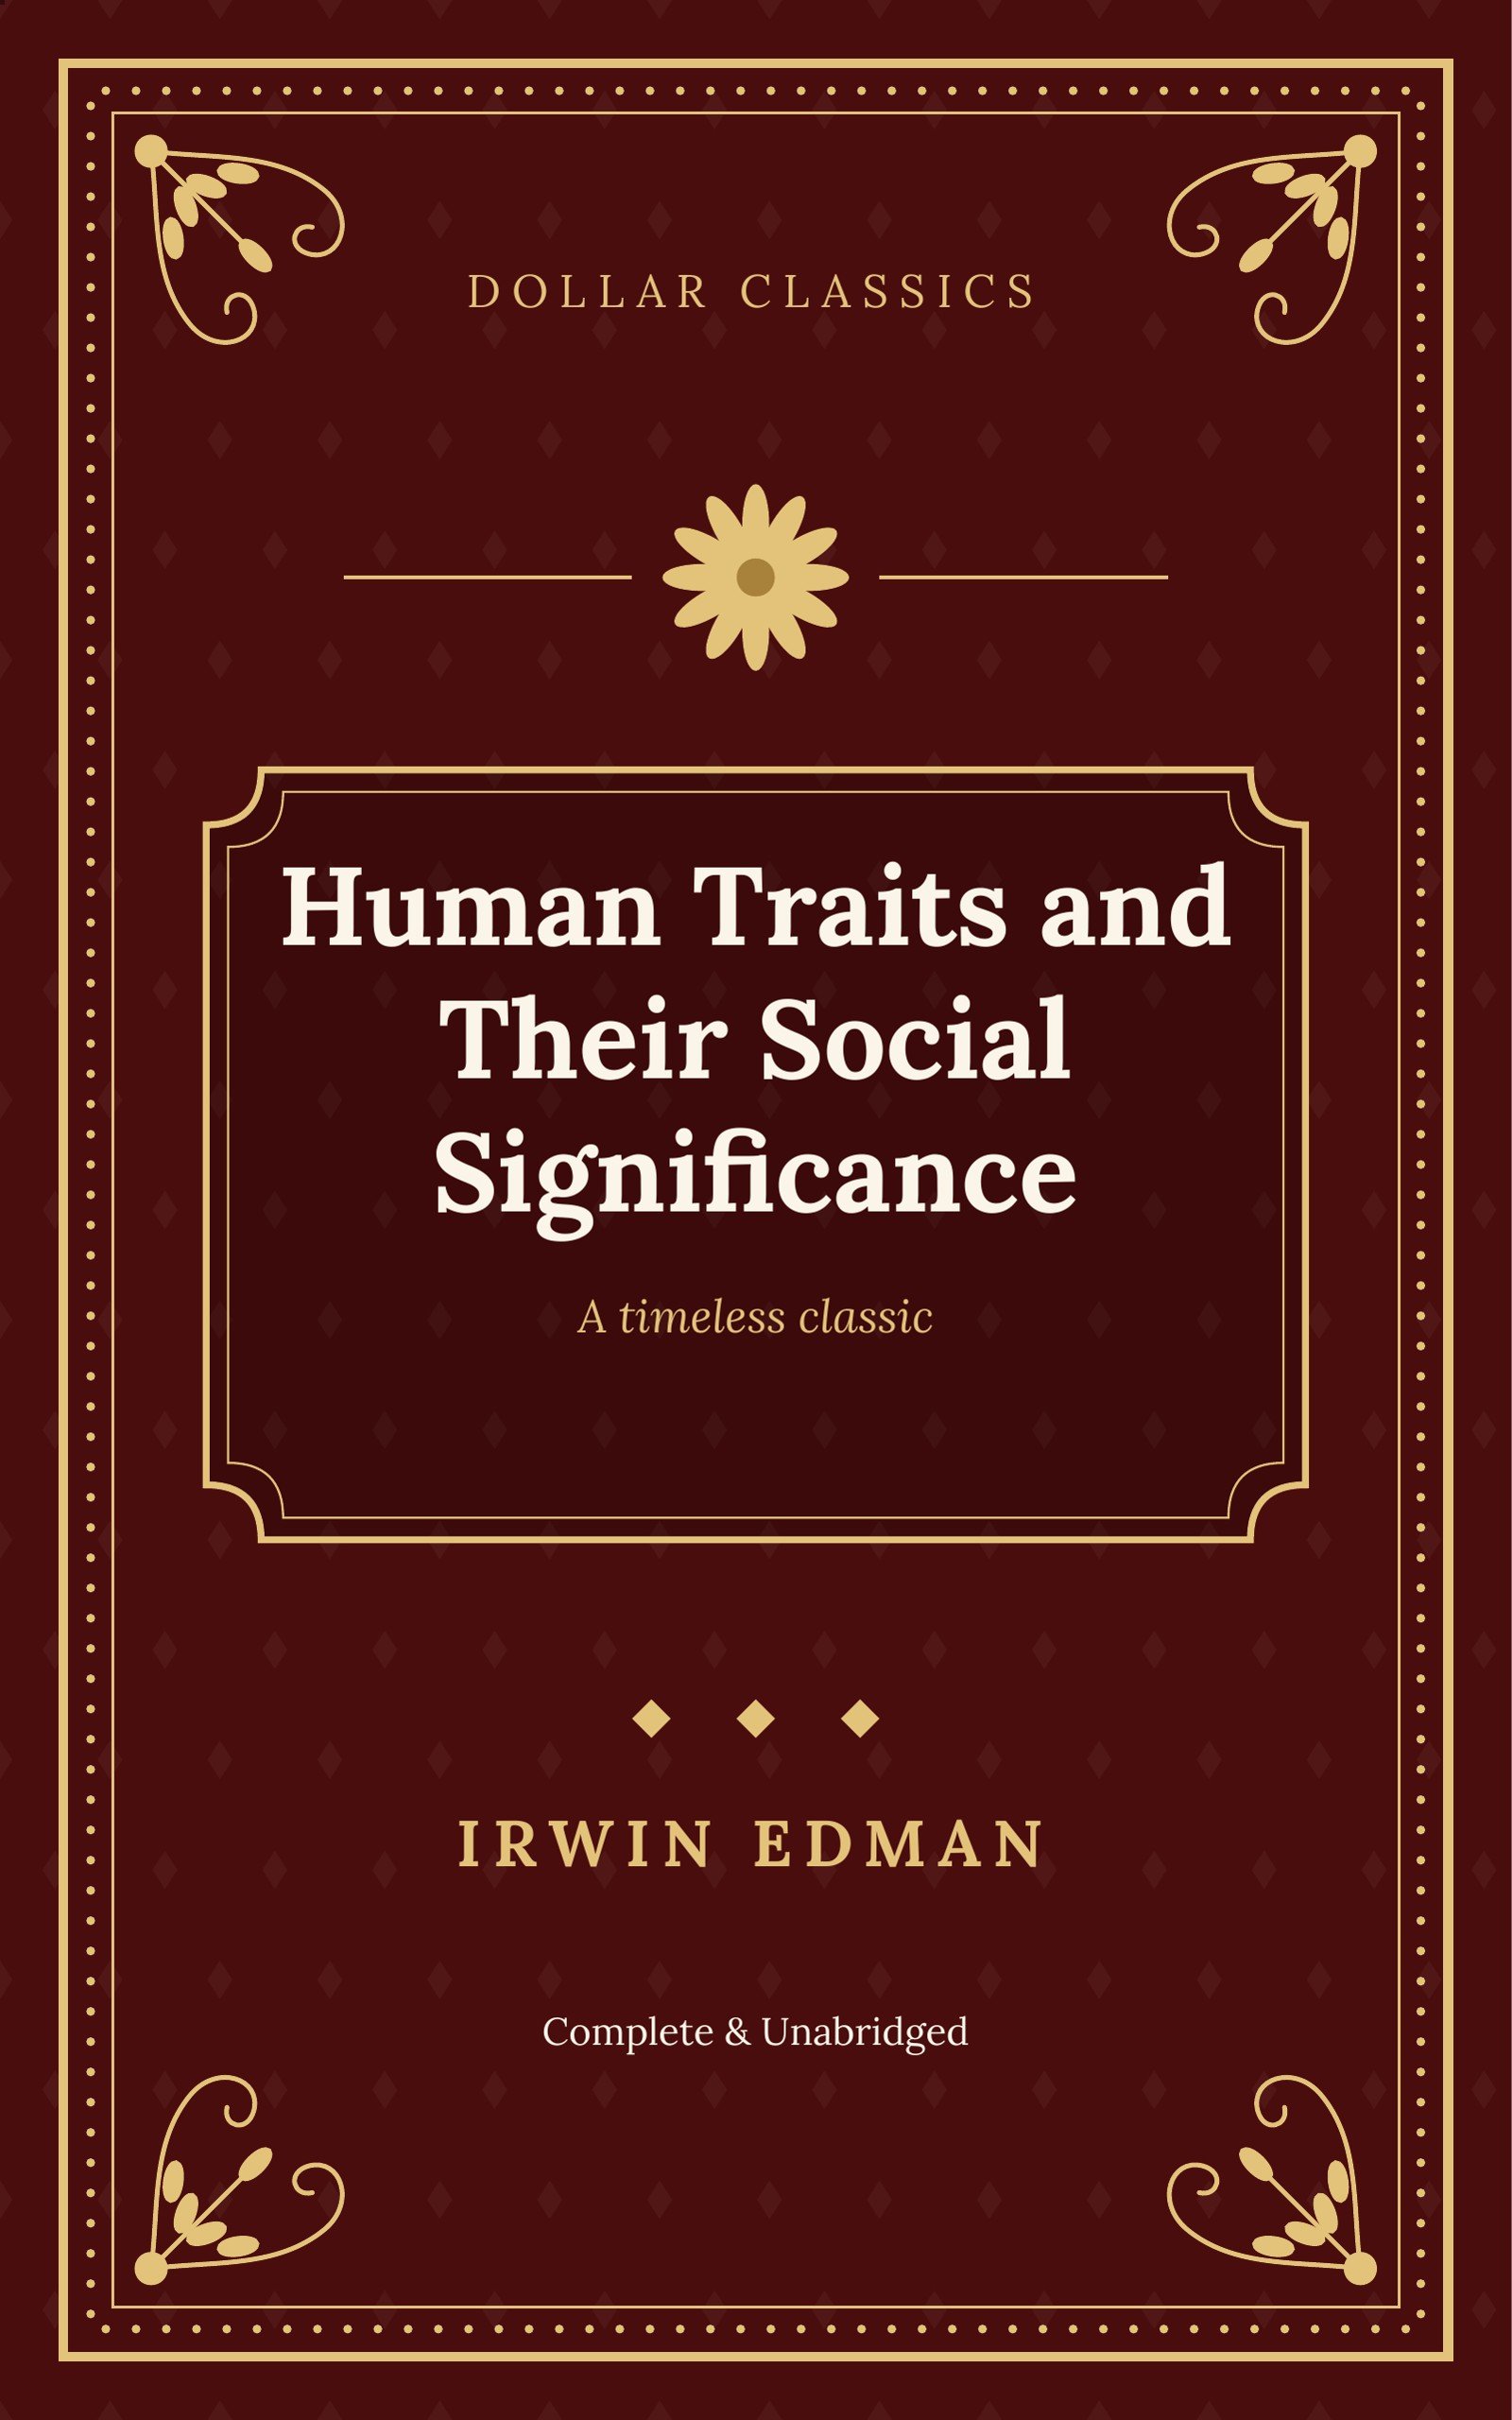 DOLLAR CLASSICS
Human Traits and
Their Social
Significance
A timeless classic
IRWIN EDMAN
Complete & Unabridged